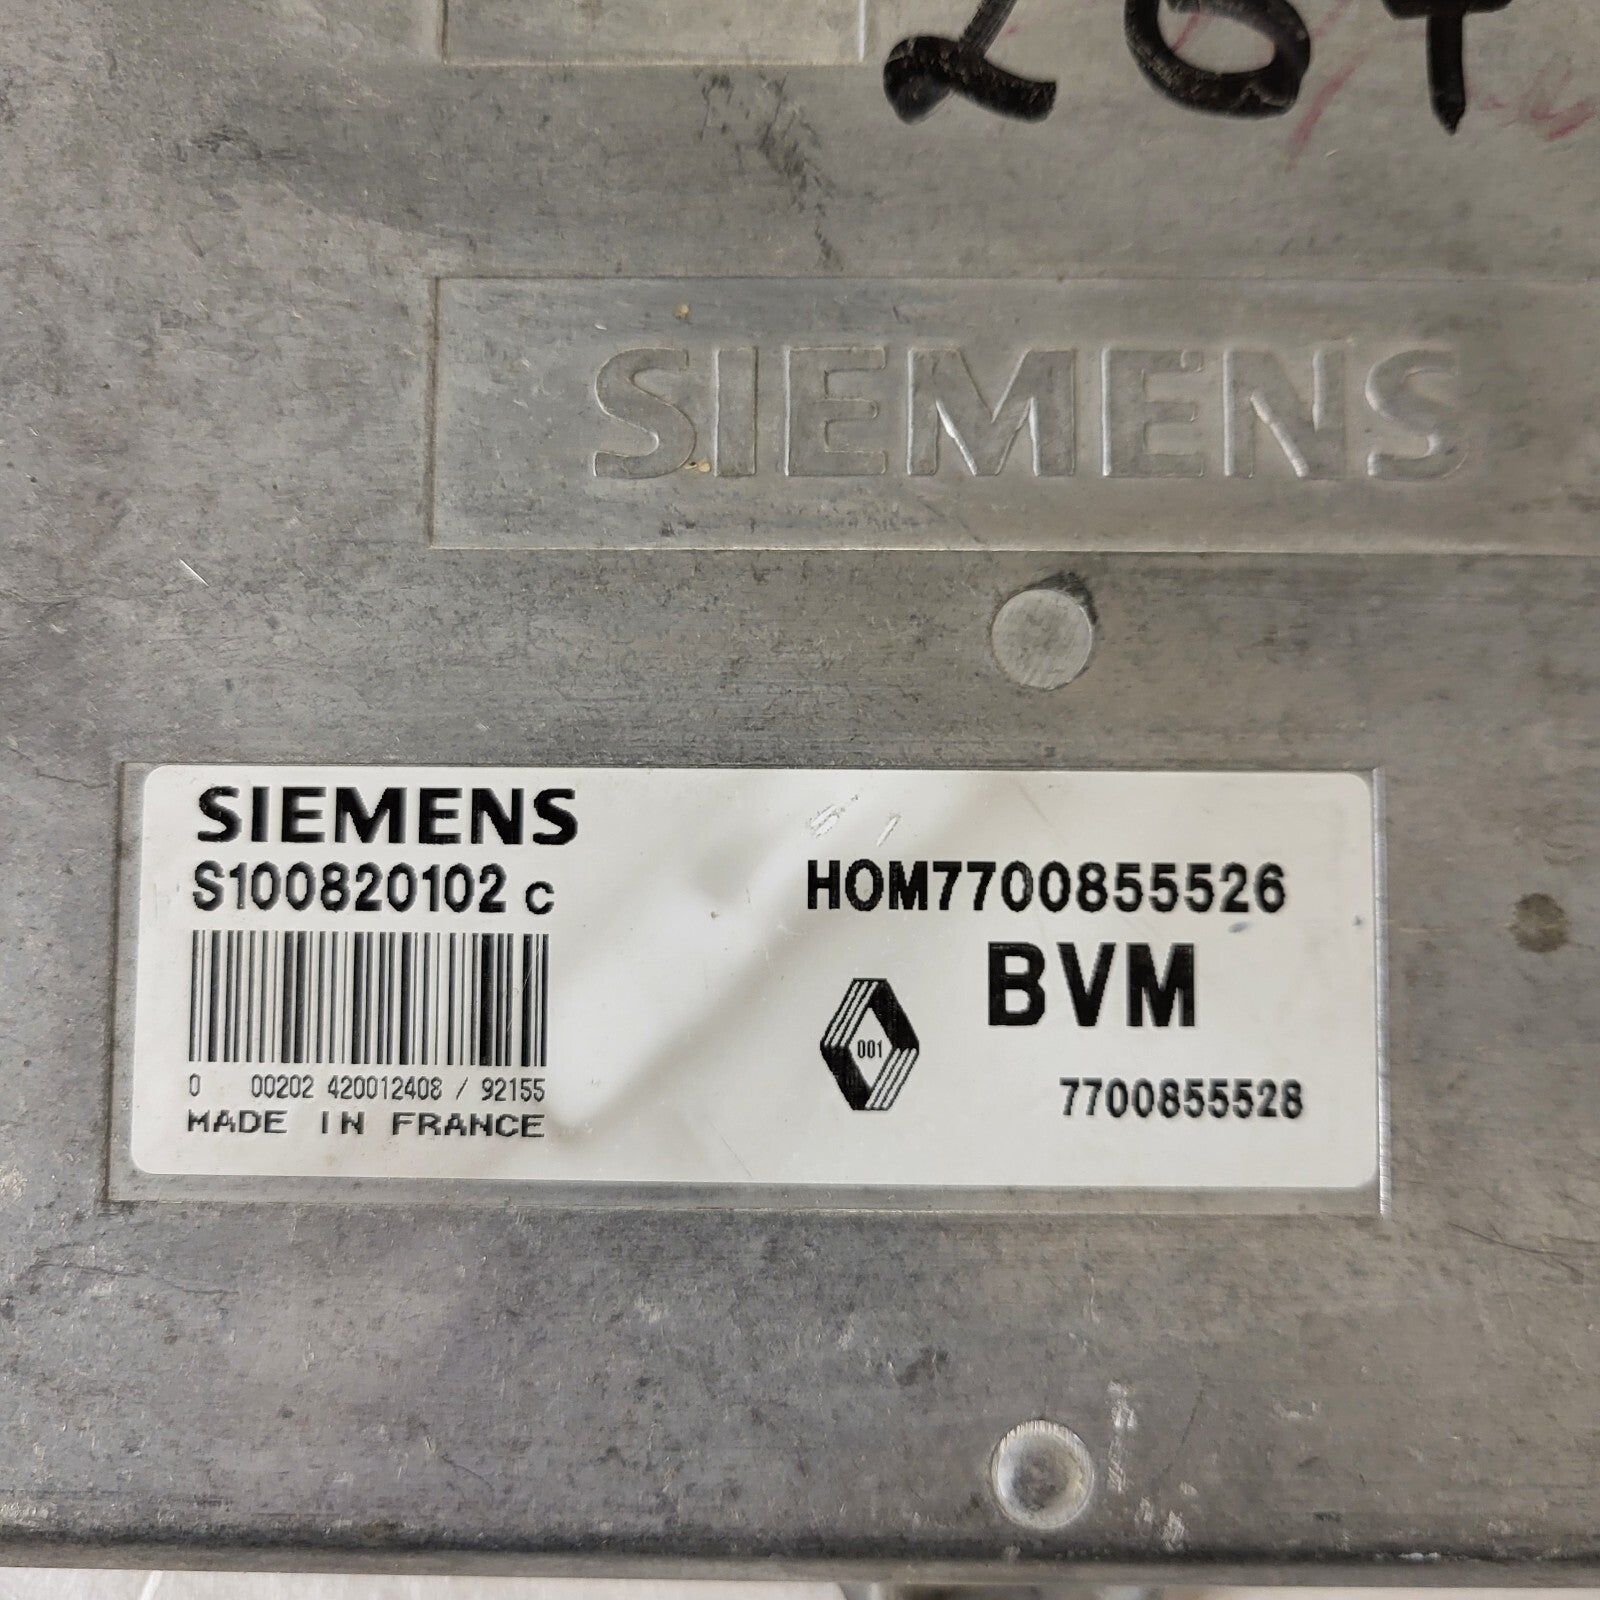 SIEMENS
SIEMENS
S100820102 C
0 00202 420012408 / 92155
MADE IN FRANCE
HOM7700855526
BVM
001
7700855528